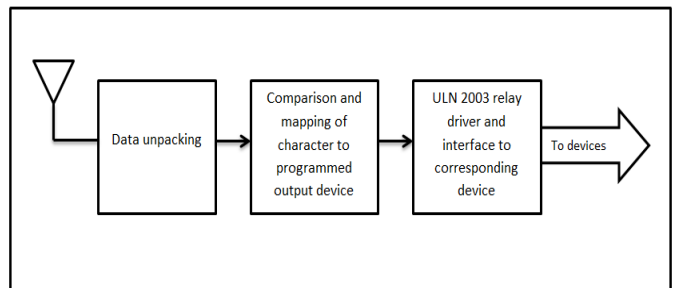 Data unpacking
Comparison and
mapping of
character to
programmed
output device
ULN 2003 relay
driver and
interface to
corresponding
device
To devices